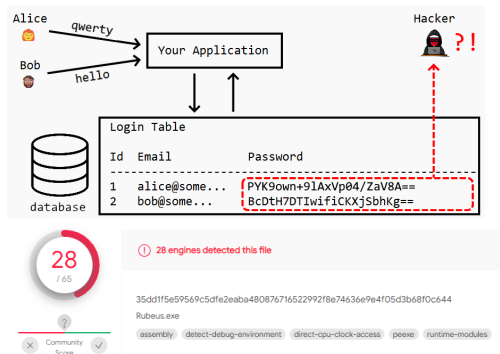 Alice
Hacker
qwerty
Your Application
?!
Bob
hello
Login Table
Id Email Password
1 alice@some... PYK9own+9lAxVp04/ZaV8A==
2 bob@some... BcDtH7DTIwifiCKXjSbhKg==
database
28
/ 65
28 engines detected this file
35dd1f5e59569c5dfe2eaba480876716522992f8e74636e9e4f05d3b68f0c644
Rubeus.exe
?
Community
Score
assembly detect-debug-environment direct-cpu-clock-access peexe runtime-modules